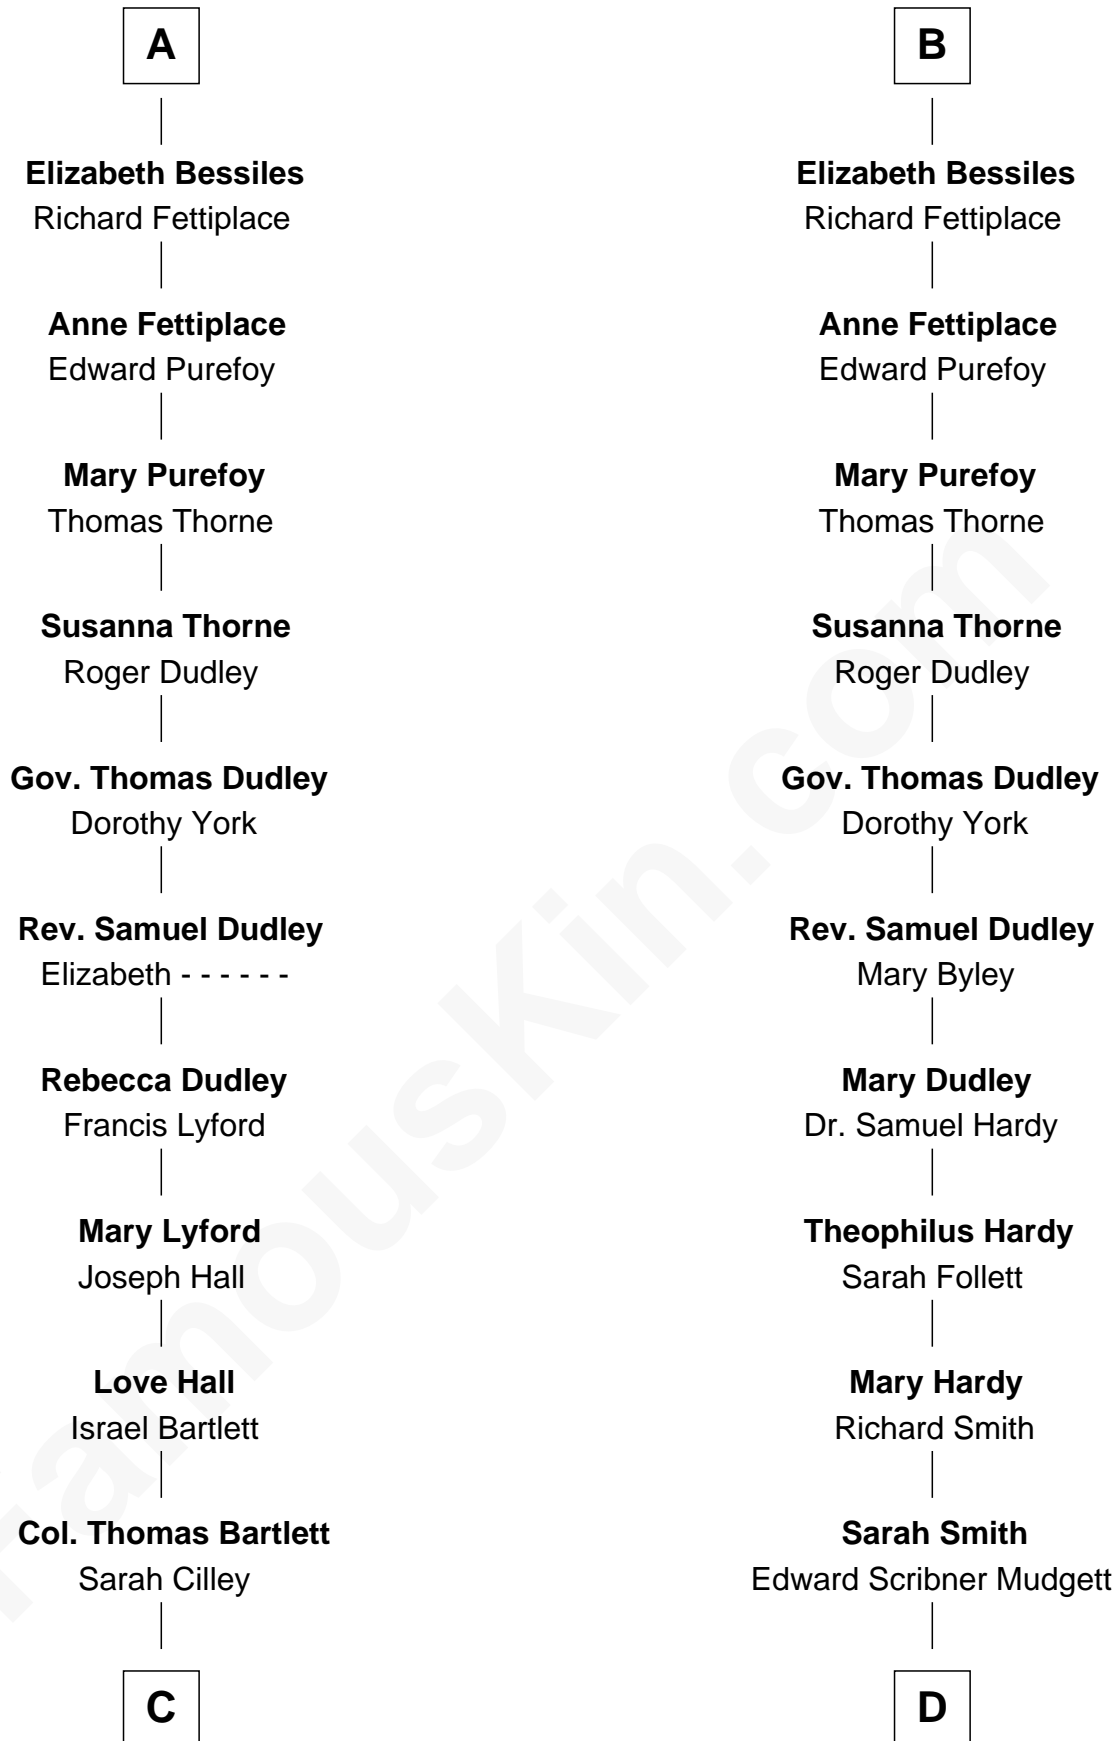 A
Elizabeth Bessiles
Richard Fettiplace
Anne Fettiplace
Edward Purefoy
Mary Purefoy
Thomas Thorne
Susanna Thorne
Roger Dudley
Gov. Thomas Dudley
Dorothy York
Rev. Samuel Dudley
Elizabeth - - - - - -
Rebecca Dudley
Francis Lyford
Mary Lyford
Joseph Hall
Love Hall
Israel Bartlett
Col. Thomas Bartlett
Sarah Cilley
C
B
Elizabeth Bessiles
Richard Fettiplace
Anne Fettiplace
Edward Purefoy
Mary Purefoy
Thomas Thorne
Susanna Thorne
Roger Dudley
Gov. Thomas Dudley
Dorothy York
Rev. Samuel Dudley
Mary Byley
Mary Dudley
Dr. Samuel Hardy
Theophilus Hardy
Sarah Follett
Mary Hardy
Richard Smith
Sarah Smith
Edward Scribner Mudgett
D
FamousKin.com